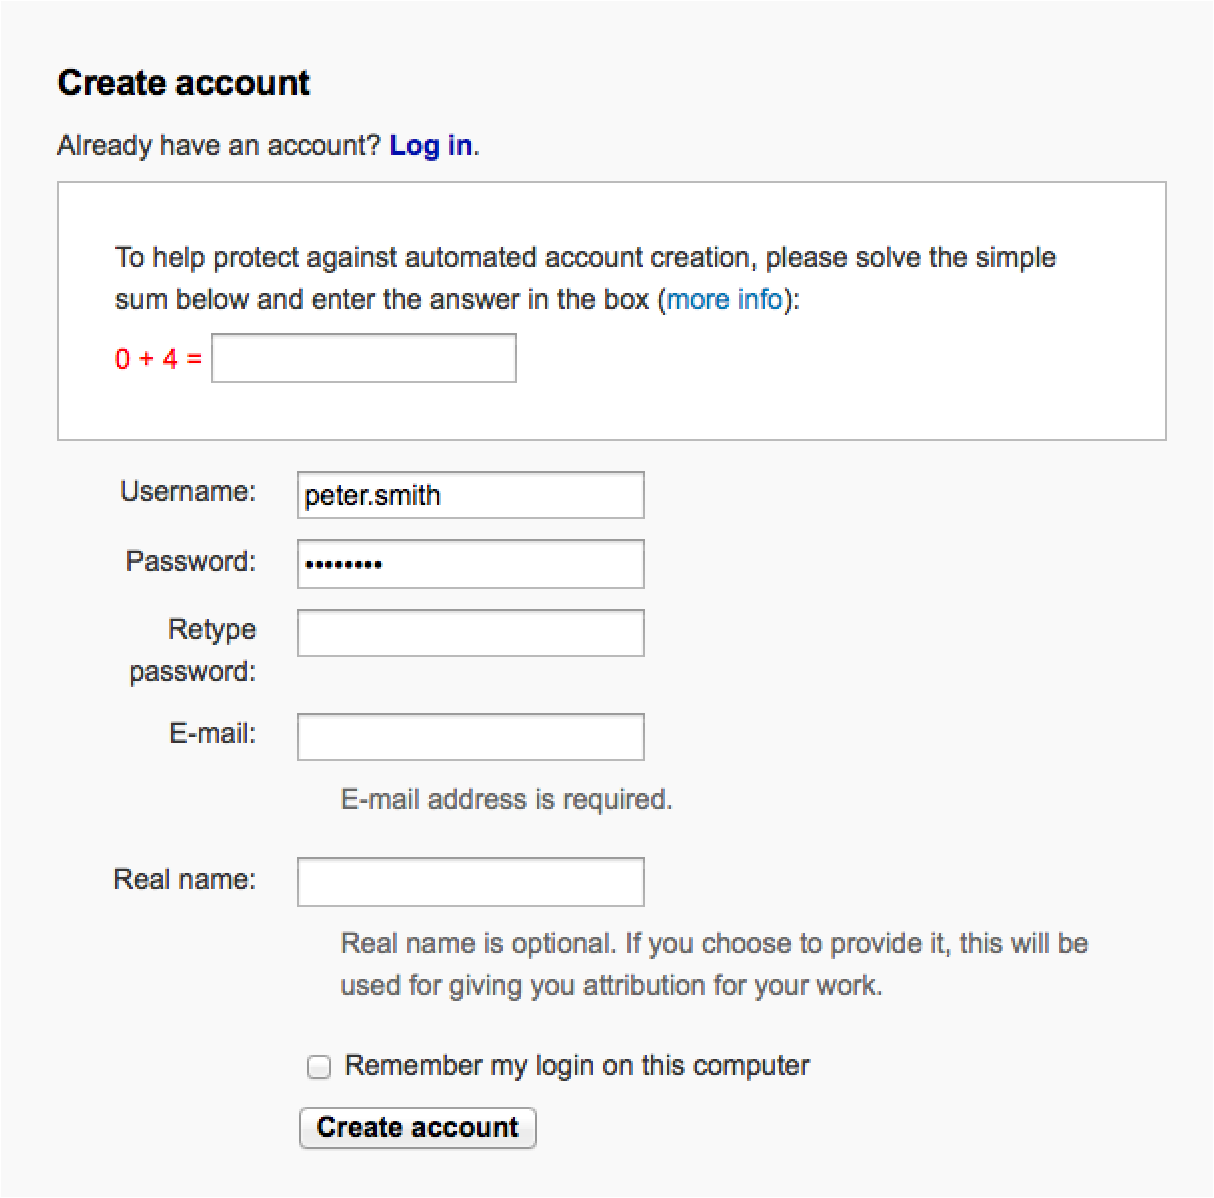 Create account
Already have an account? Log in.
To help protect against automated account creation, please solve the simple
sum below and enter the answer in the box (more info):
0 + 4 =
Username: peter.smith
Password: ••••••••
Retype
password:
E-mail:
E-mail address is required.
Real name:
Real name is optional. If you choose to provide it, this will be
used for giving you attribution for your work.
Remember my login on this computer
Create account